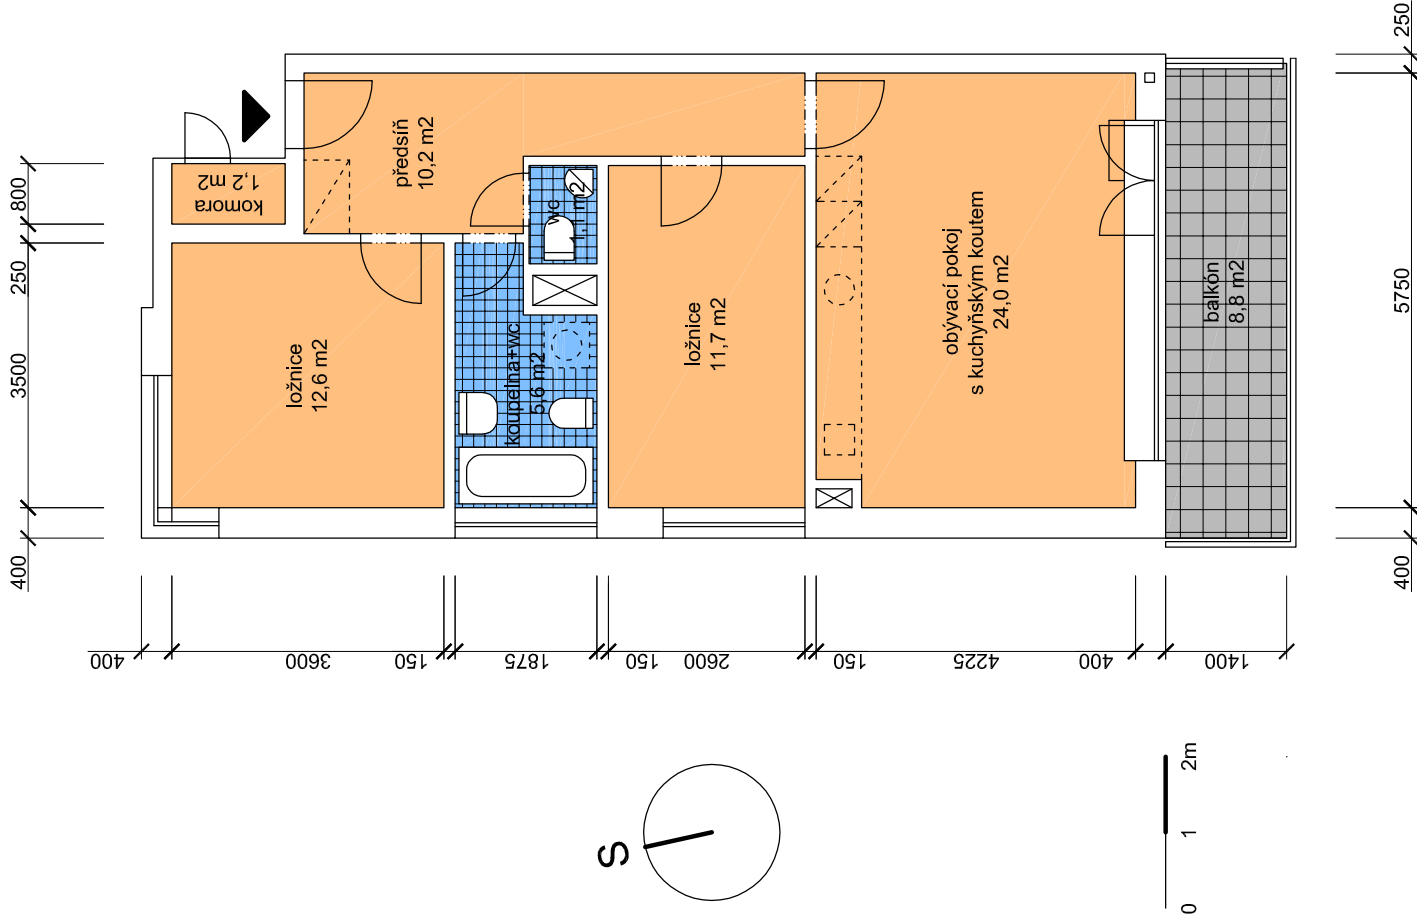 komora
1,2 m2
předsíň
10,2 m2
wc
1,1 m2
ložnice
12,6 m2
koupelna+wc
5,6 m2
ložnice
11,7 m2
obývací pokoj
s kuchyňským koutem
24,0 m2
balkón
8,8 m2
800
250
3500
400
250
5750
400
400
3600
150
1875
150
2600
150
4225
400
1400
S
0
1
2m